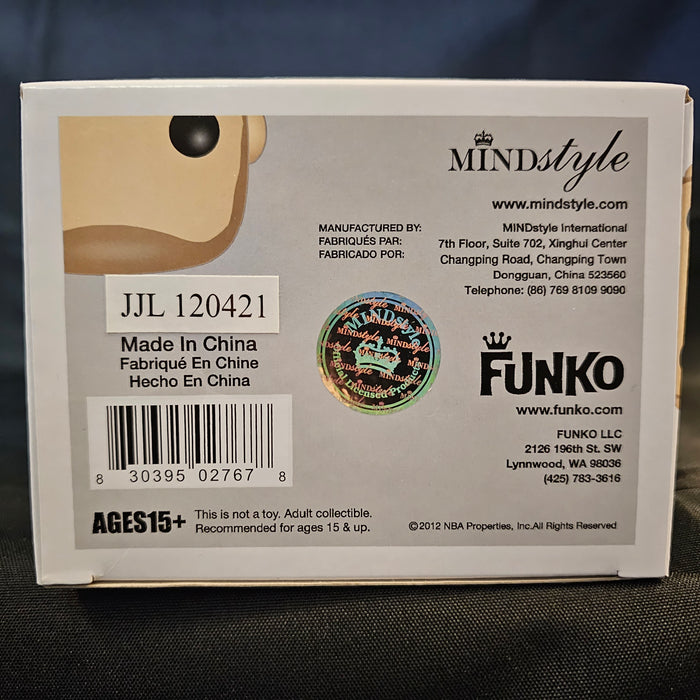 MINDstyle
www.mindstyle.com
MANUFACTURED BY:
FABRIQUÉS PAR:
FABRICADO POR:
MINDstyle International
7th Floor, Suite 702, Xinghui Center
Changping Road, Changping Town
Dongguan, China 523560
Telephone: (86) 769 8109 9090
JJL 120421
Made In China
Fabriqué En Chine
Hecho En China
MINDstyle
Licensed Product
FUNKO
www.funko.com
FUNKO LLC
2126 196th St. SW
Lynnwood, WA 98036
(425) 783-3616
8 30395 02767 8
AGES15+
This is not a toy. Adult collectible.
Recommended for ages 15 & up.
©2012 NBA Properties, Inc.All Rights Reserved